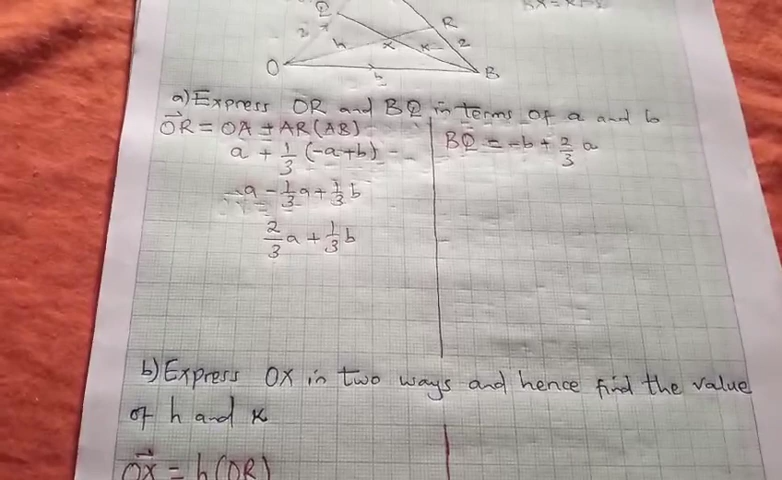 Q
R
2
h
x
K
2
O
b
B
a) Express OR and BQ in terms of a and b
OR = OA + AR (AB)
a + 1/3 (-a+b)
a - 1/3 a + 1/3 b
2/3 a + 1/3 b
BQ = -b + 2/3 a
b) Express OX in two ways and hence find the value
of h and K
OX = h(OR)